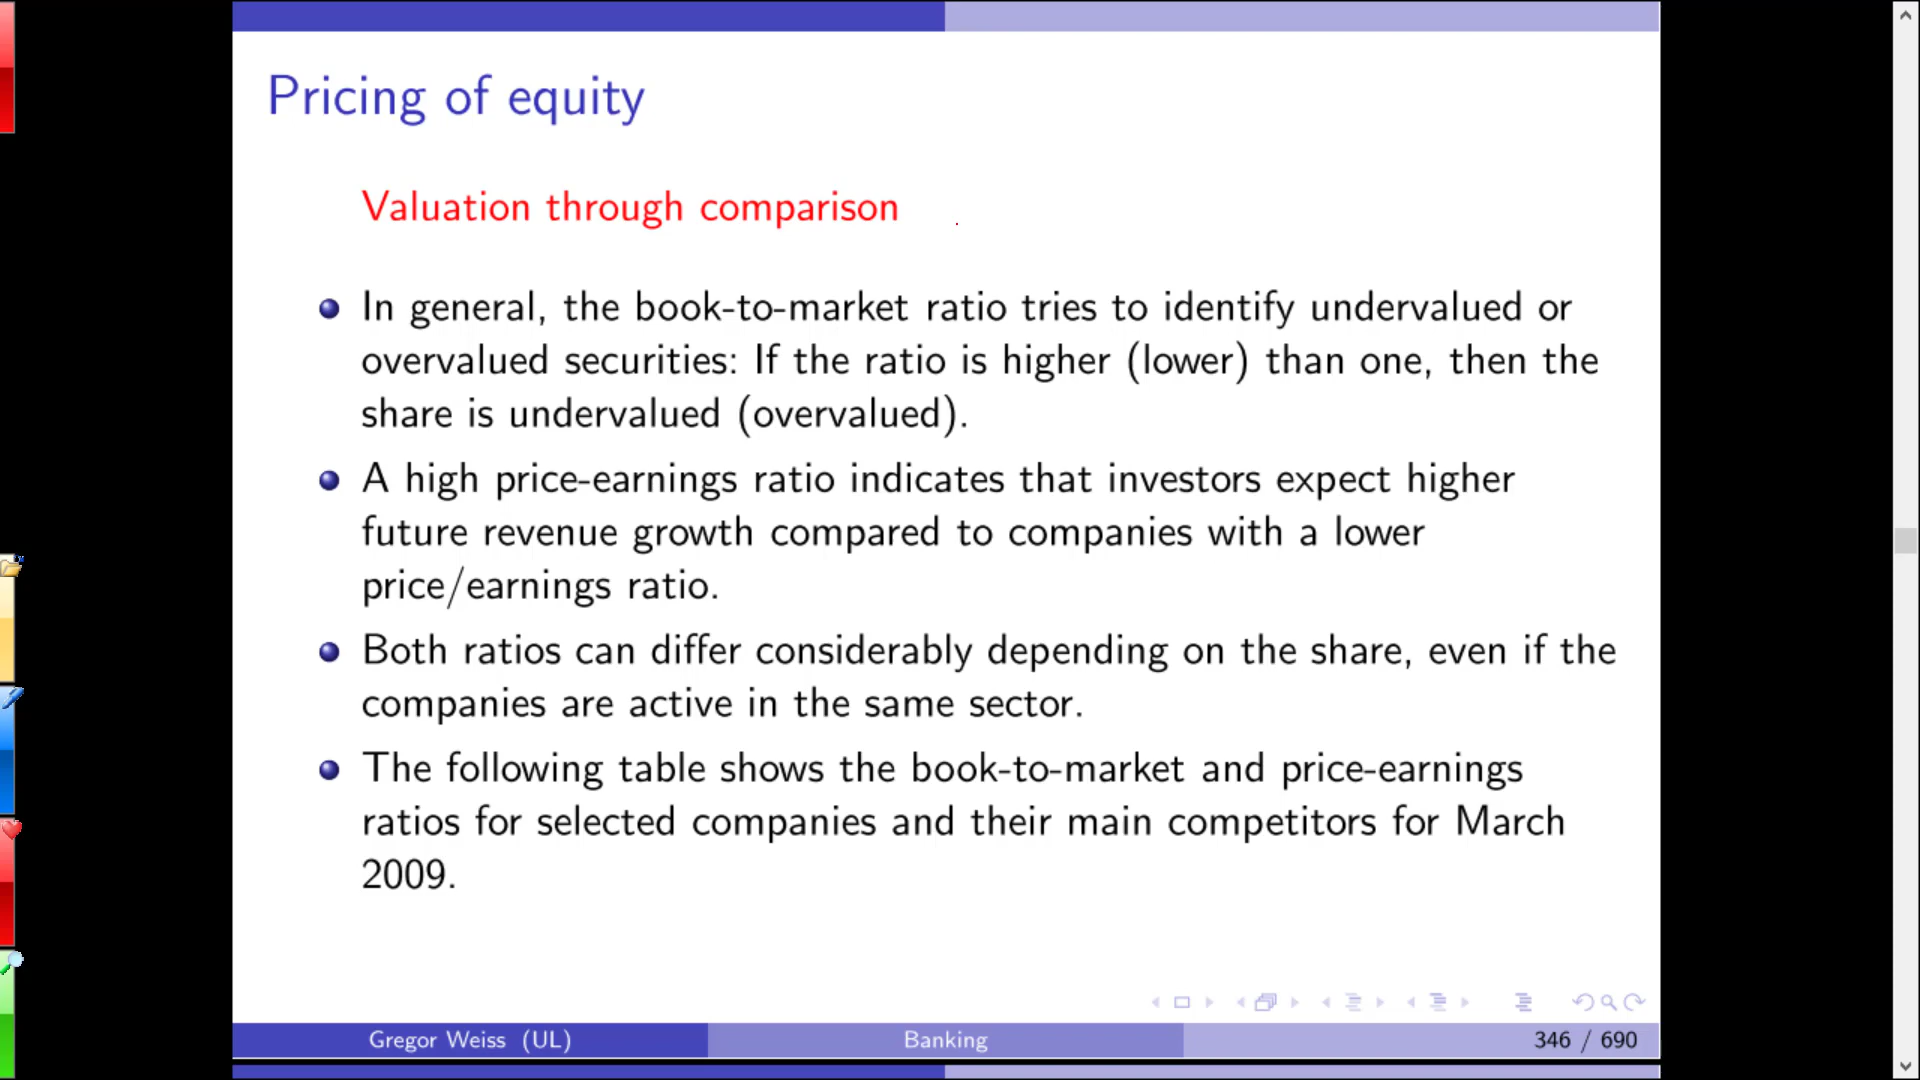 Pricing of equity
Valuation through comparison
In general, the book-to-market ratio tries to identify undervalued or
overvalued securities: If the ratio is higher (lower) than one, then the
share is undervalued (overvalued).
A high price-earnings ratio indicates that investors expect higher
future revenue growth compared to companies with a lower
price/earnings ratio.
Both ratios can differ considerably depending on the share, even if the
companies are active in the same sector.
The following table shows the book-to-market and price-earnings
ratios for selected companies and their main competitors for March
2009.
Gregor Weiss (UL) Banking 346 / 690